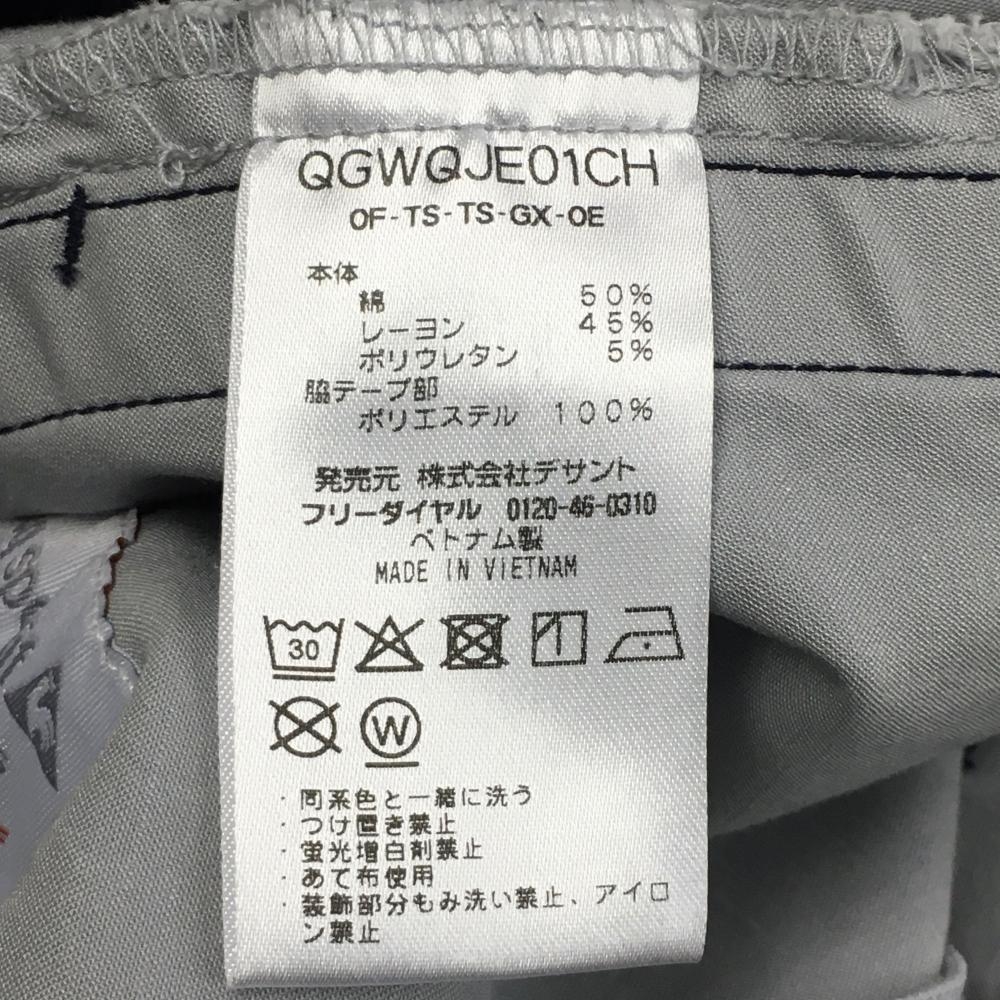 QGWQJE01CH
OF-TS-TS-GX-OE
本体
綿 50%
レーヨン 45%
ポリウレタン 5%
脇テープ部
ポリエステル 100%
発売元 株式会社デサント
フリーダイヤル 0120-46-0310
ベトナム製
MADE IN VIETNAM
30
W
・同系色と一緒に洗う
・つけ置き禁止
・蛍光増白剤禁止
・あて布使用
・装飾部分もみ洗い禁止、アイロ
ン禁止